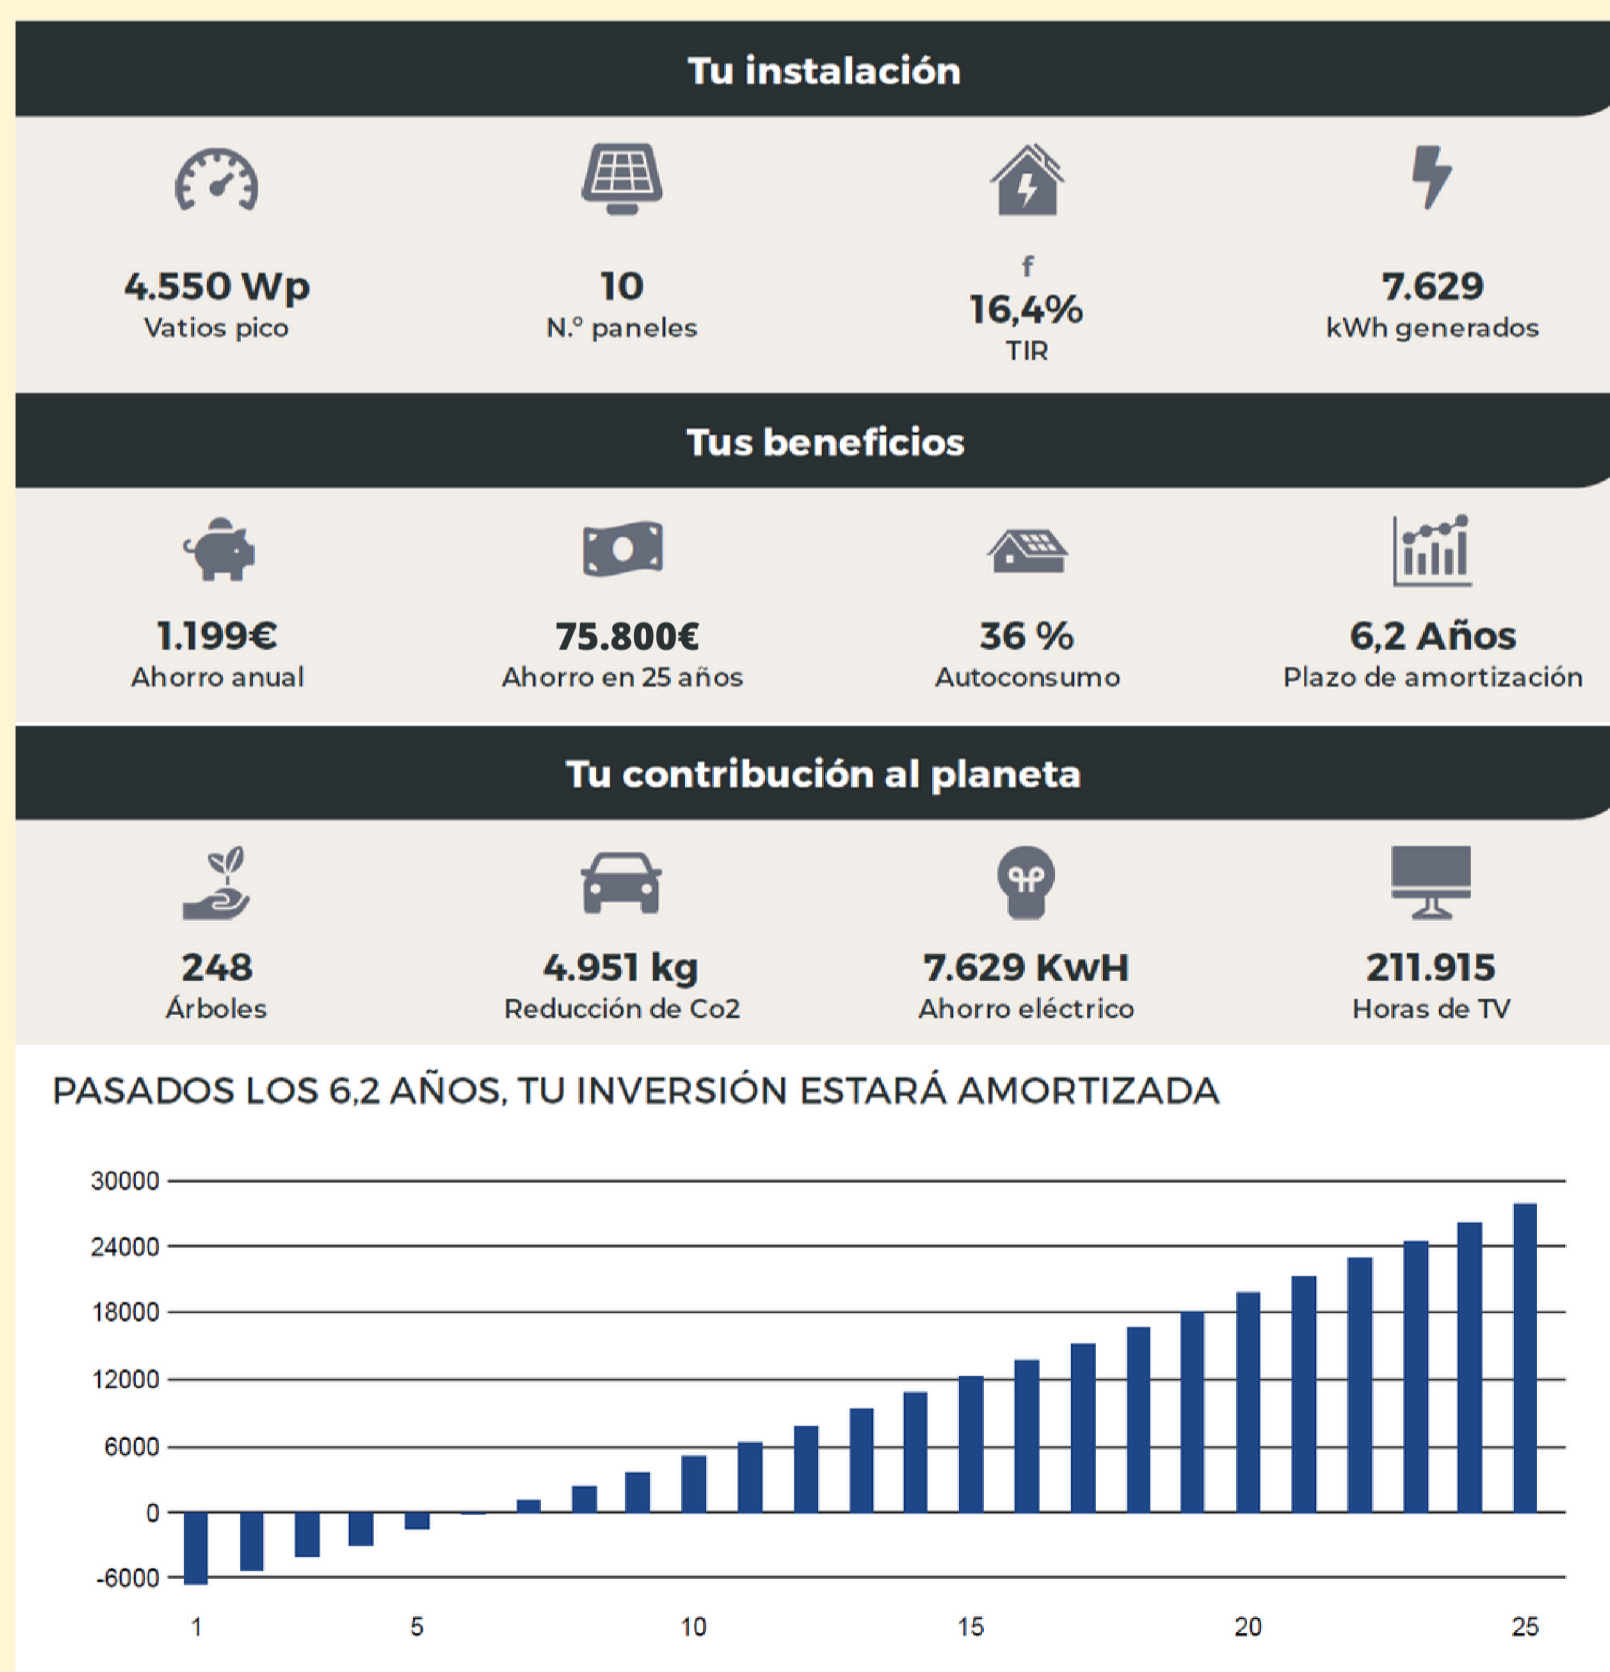 Tu instalación
4.550 Wp
Vatios pico
10
N.º paneles
f
16,4%
TIR
7.629
kWh generados
Tus beneficios
1.199€
Ahorro anual
75.800€
Ahorro en 25 años
36 %
Autoconsumo
6,2 Años
Plazo de amortización
Tu contribución al planeta
248
Árboles
4.951 kg
Reducción de Co2
7.629 KwH
Ahorro eléctrico
211.915
Horas de TV
PASADOS LOS 6,2 AÑOS, TU INVERSIÓN ESTARÁ AMORTIZADA
30000
24000
18000
12000
6000
0
-6000
1 5 10 15 20 25